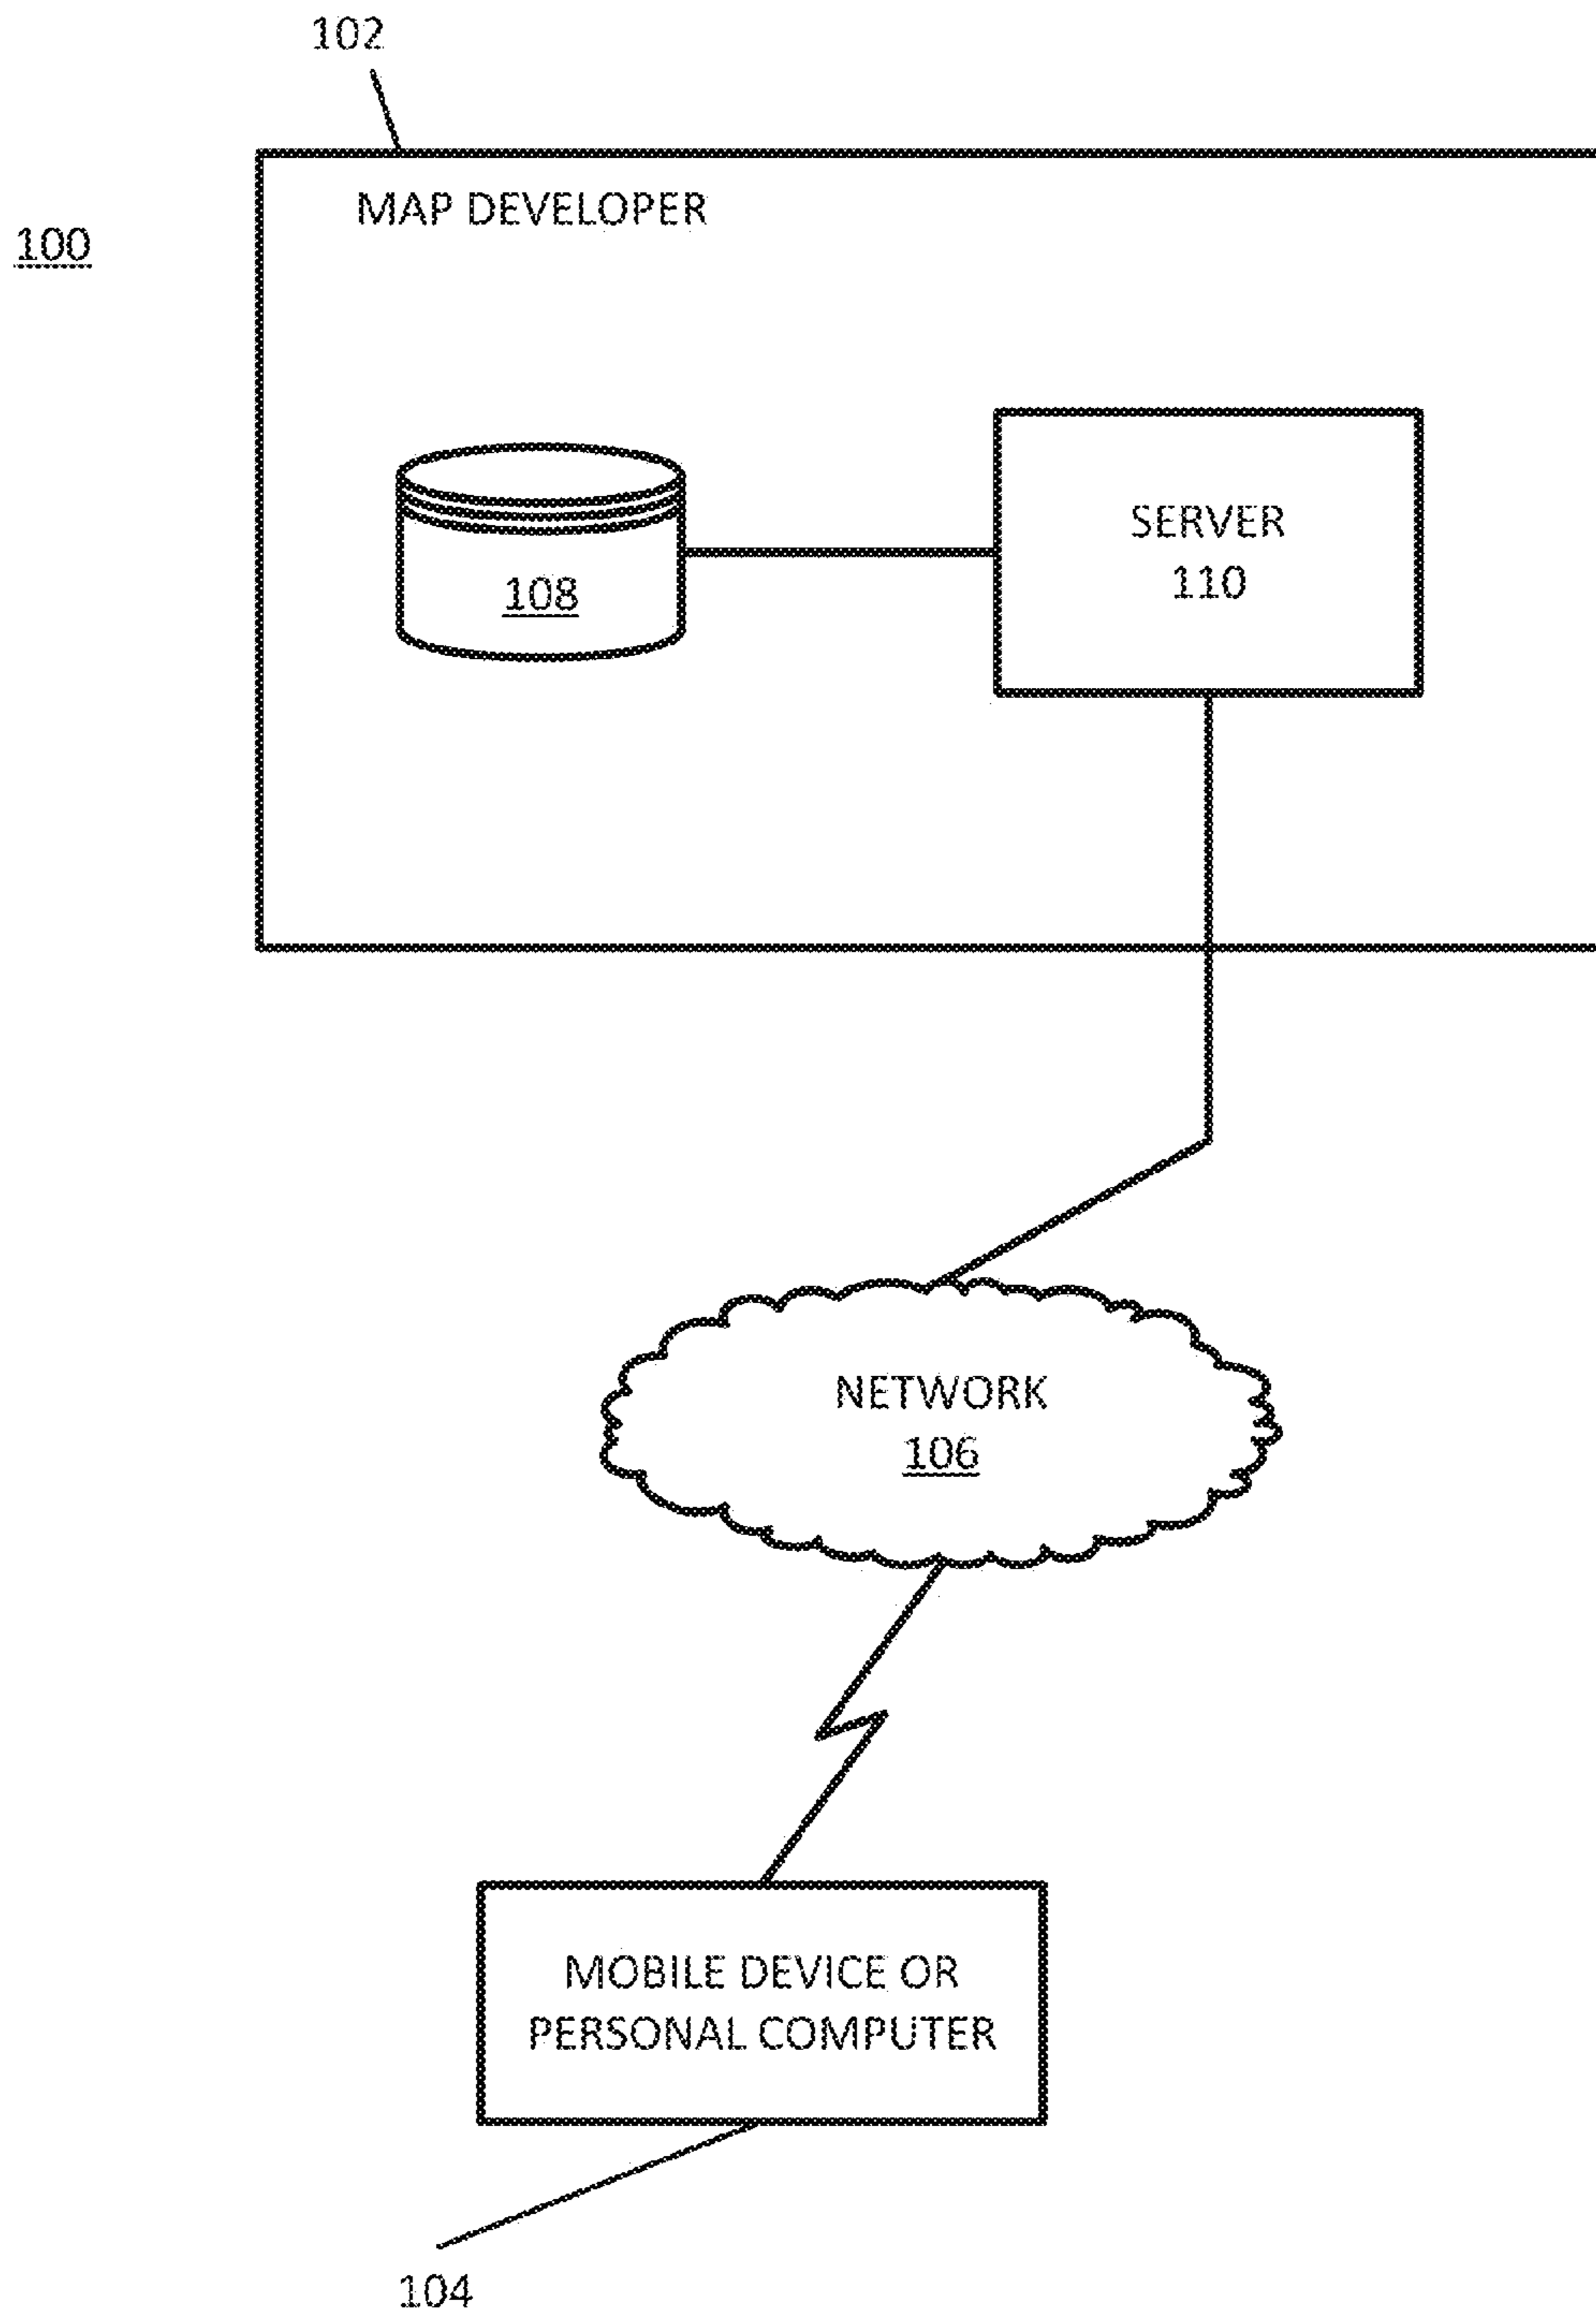 102
MAP DEVELOPER
100
SERVER
110
108
NETWORK
106
MOBILE DEVICE OR
PERSONAL COMPUTER
104